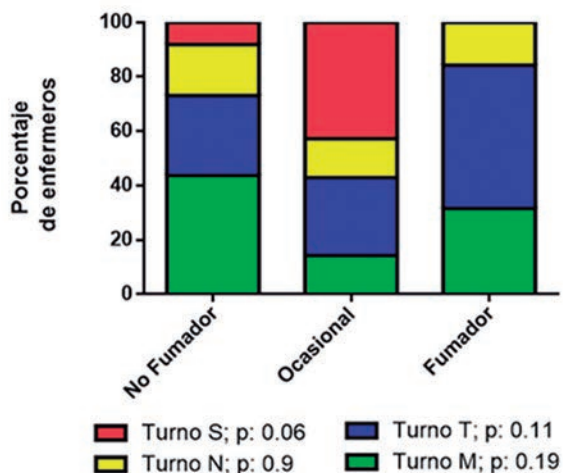 Porcentaje
de enfermeros
100
80
60
40
20
0
No Fumador
Ocasional
Fumador
Turno S; p: 0.06
Turno T; p: 0.11
Turno N; p: 0.9
Turno M; p: 0.19